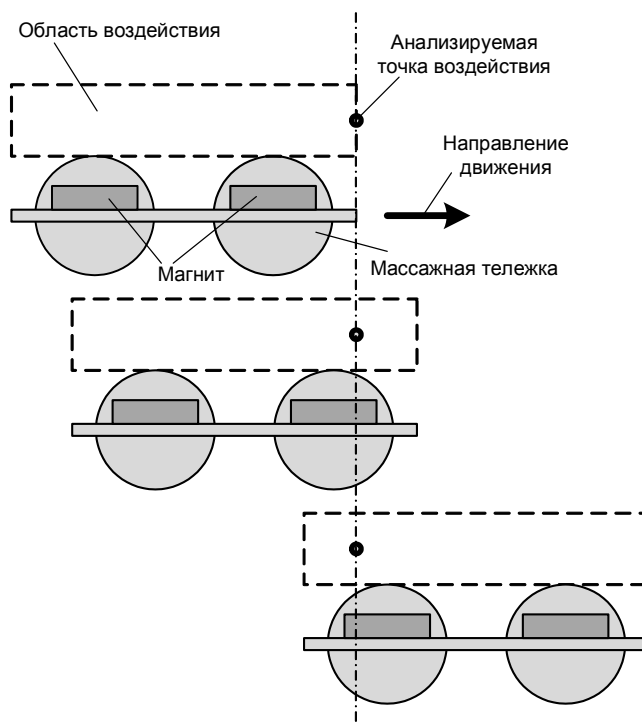 Область воздействия
Анализируемая
точка воздействия
Направление
движения
Магнит
Массажная тележка